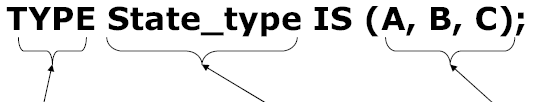 TYPE State_type IS (A, B, C);